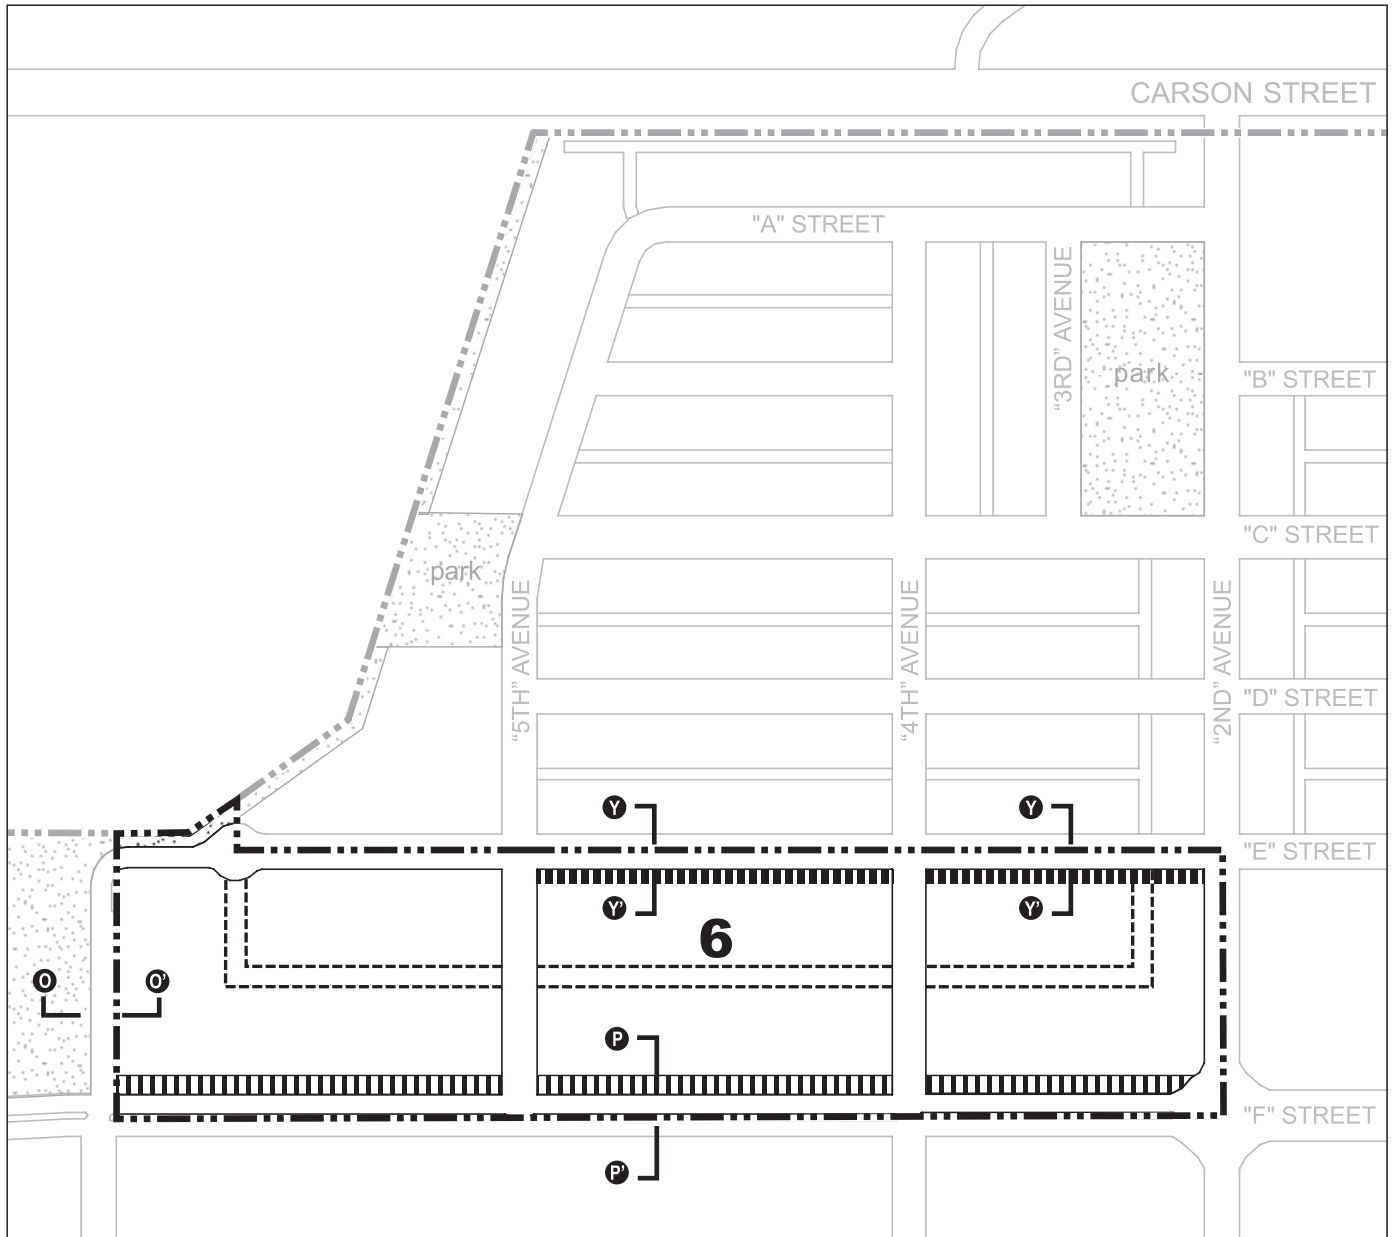 CARSON STREET
"A" STREET
“3RD” AVENUE
park
"B" STREET
"C" STREET
park
“5TH” AVENUE
“4TH” AVENUE
“2ND” AVENUE
"D" STREET
Y
Y
"E" STREET
Y'
Y'
6
O
O'
P
"F" STREET
P'